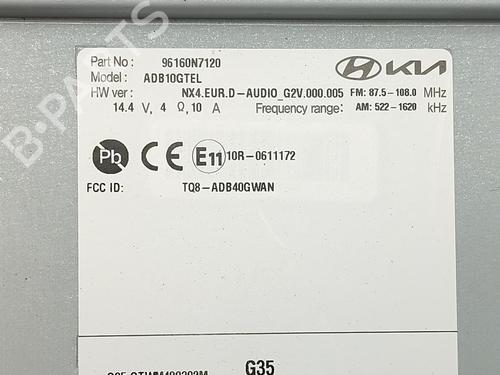 Part No : 96160N7120
Model : ADB10GTEL
HW ver : NX4.EUR.D-AUDIO_G2V.000.005
14.4 V, 4 Ω, 10 A
HYUNDAI KIA
FM: 87.5-108.0 MHz
Frequency range: AM: 522-1620 kHz
Pb CE E11 10R-0611172
FCC ID: TQ8-ADB40GWAN
G35
B-PARTS